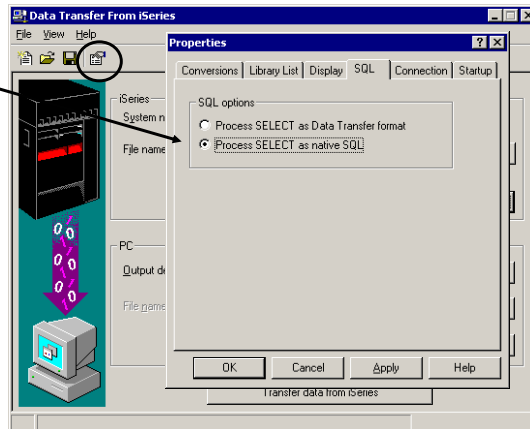 Data Transfer From iSeries
File View Help
Properties
Conversions Library List Display SQL Connection Startup
iSeries
System n
File name
SQL options
Process SELECT as Data Transfer format
Process SELECT as native SQL
PC
Output de
File name
OK Cancel Apply Help
Transfer data from iSeries